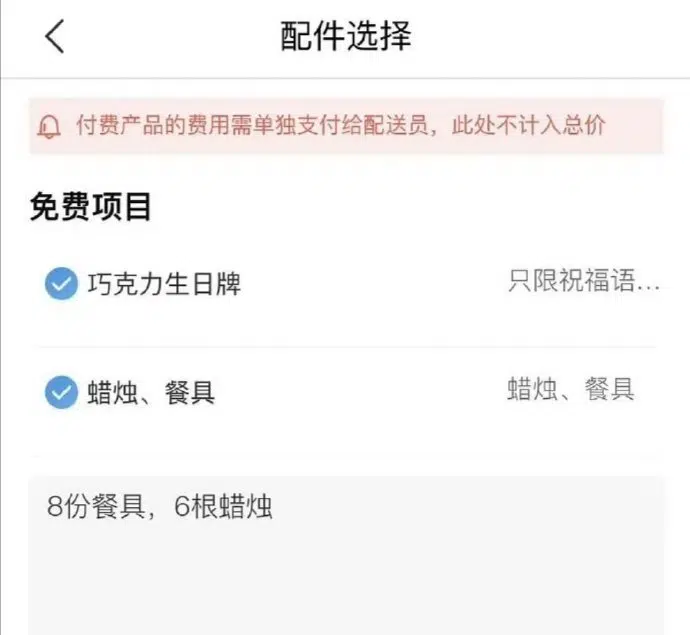 配件选择
付费产品的费用需单独支付给配送员，此处不计入总价
免费项目
巧克力生日牌 只限祝福语...
蜡烛、餐具 蜡烛、餐具
8份餐具，6根蜡烛